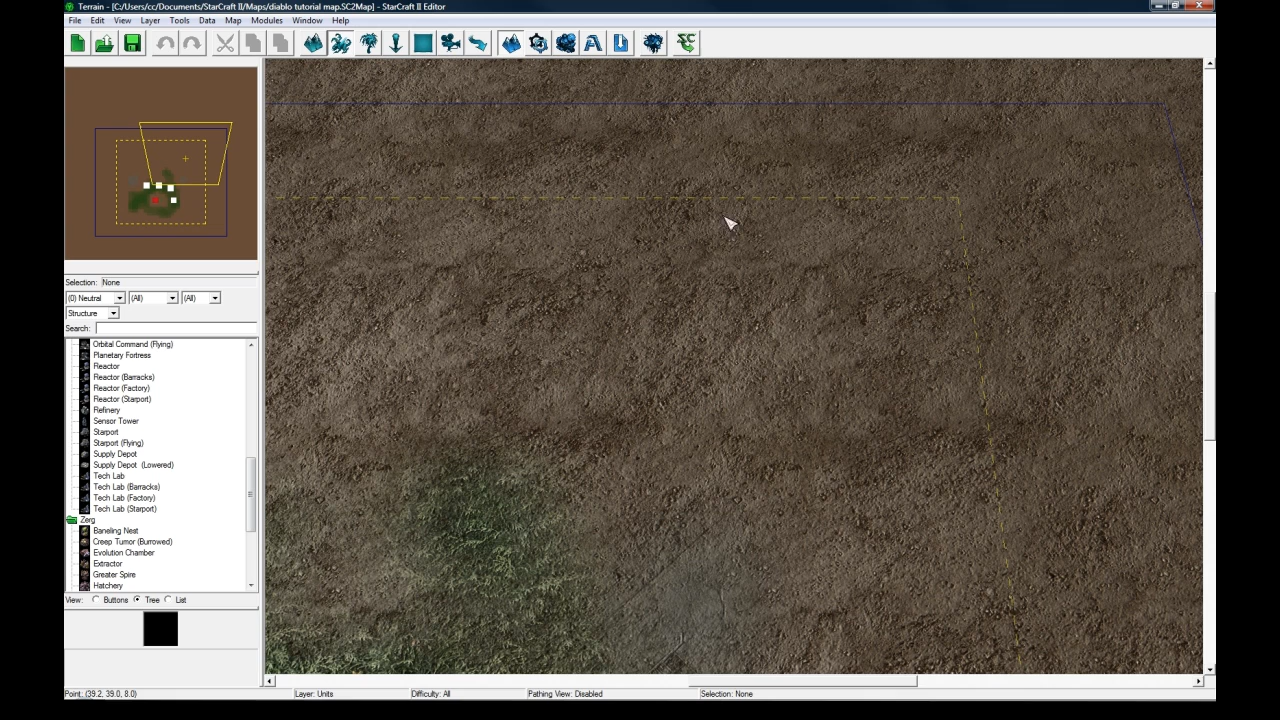 Terrain - [C:/Users/cc/Documents/StarCraft II/Maps/diablo tutorial map.SC2Map] - StarCraft II Editor
File Edit View Layer Tools Data Map Modules Window Help
Selection: None
(0) Neutral (All) (All)
Structure
Search:
Orbital Command (Flying)
Planetary Fortress
Reactor
Reactor (Barracks)
Reactor (Factory)
Reactor (Starport)
Refinery
Sensor Tower
Starport
Starport (Flying)
Supply Depot
Supply Depot (Lowered)
Tech Lab
Tech Lab (Barracks)
Tech Lab (Factory)
Tech Lab (Starport)
Zerg
Baneling Nest
Creep Tumor (Burrowed)
Evolution Chamber
Extractor
Greater Spire
Hatchery
View: Buttons Tree List
Point: (39.2, 39.0, 8.0) Layer: Units Difficulty: All Pathing View: Disabled Selection: None